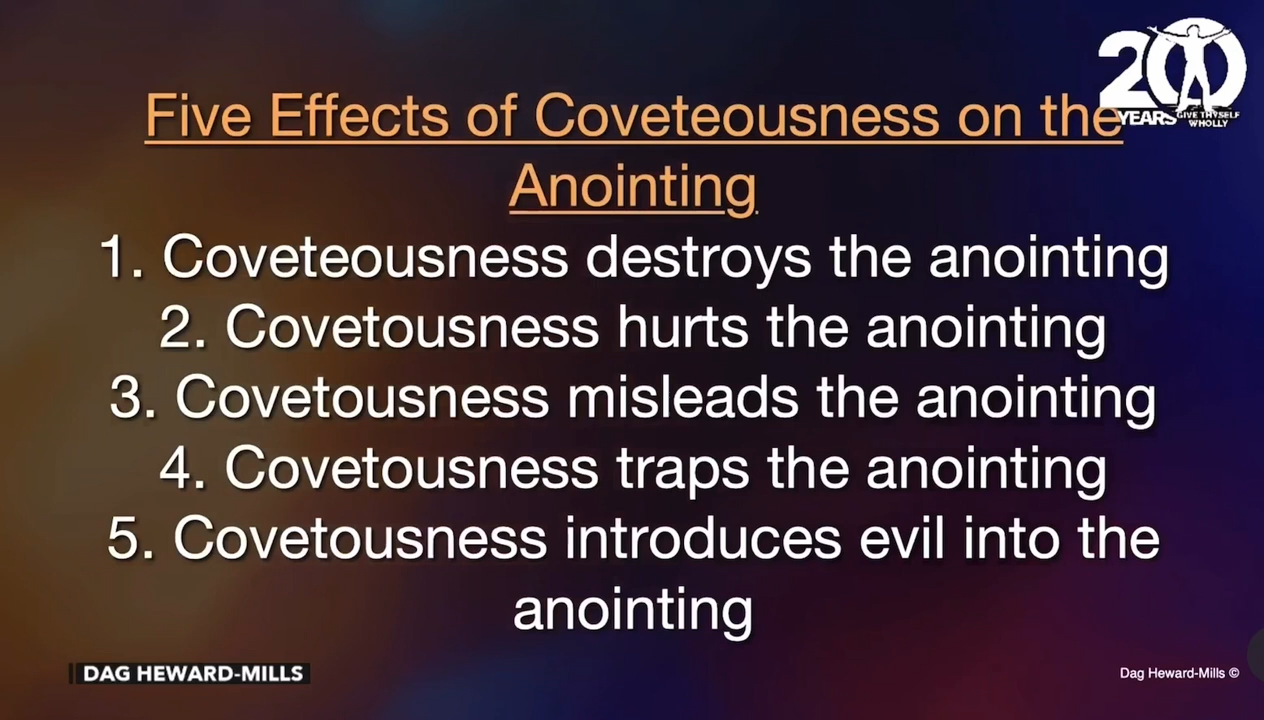 20
YEARS
GIVE THYSELF
WHOLLY
Five Effects of Coveteousness on the
Anointing
1. Coveteousness destroys the anointing
2. Covetousness hurts the anointing
3. Covetousness misleads the anointing
4. Covetousness traps the anointing
5. Covetousness introduces evil into the
anointing
DAG HEWARD-MILLS
Dag Heward-Mills ©